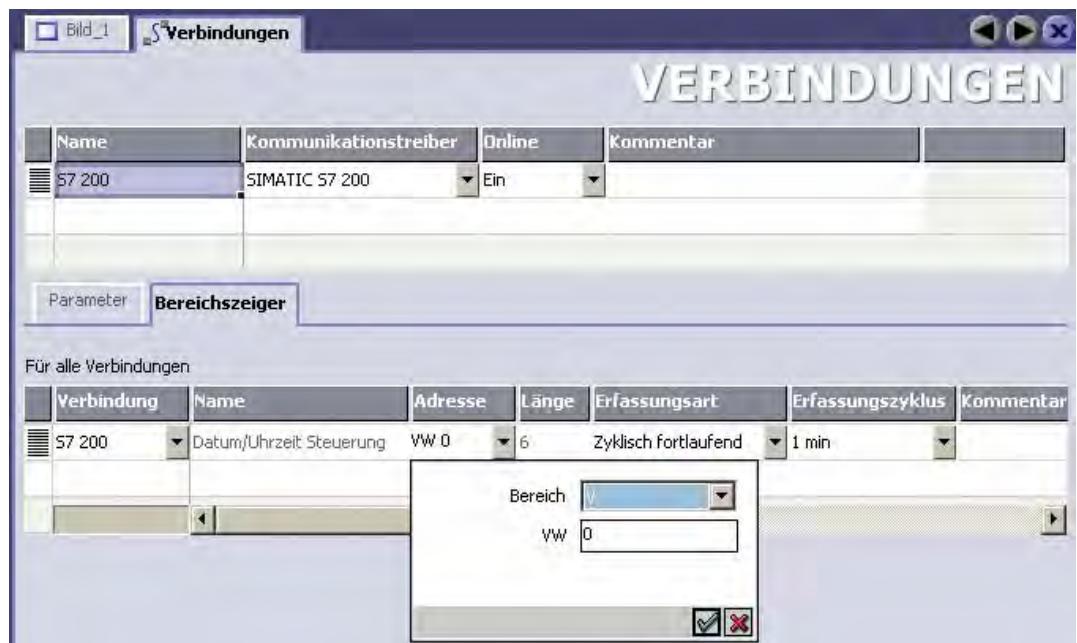 Bild_1 Verbindungen
VERBINDUNGEN
Name Kommunikationstreiber Online Kommentar
S7 200 SIMATIC S7 200 Ein
Parameter Bereichszeiger
Für alle Verbindungen
Verbindung Name Adresse Länge Erfassungsart Erfassungszyklus Kommentar
S7 200 Datum/Uhrzeit Steuerung VW 0 6 Zyklisch fortlaufend 1 min
Bereich V
VW 0